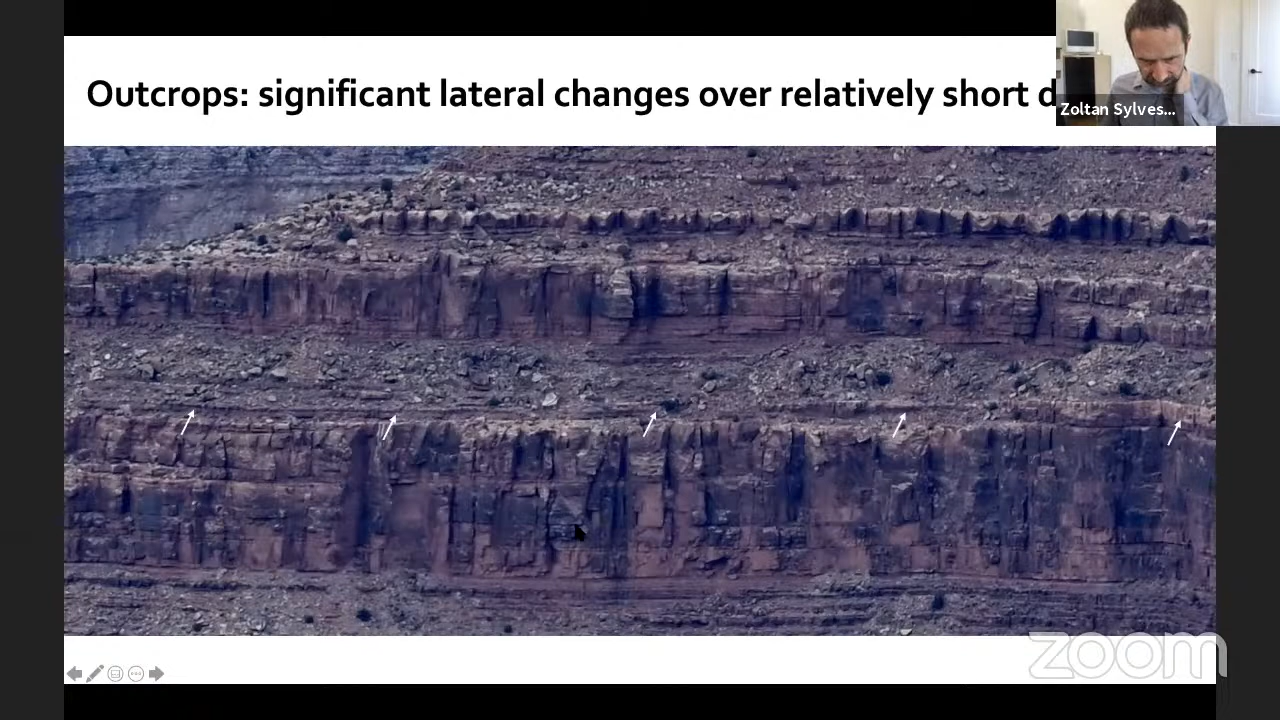 Outcrops: significant lateral changes over relatively short d
Zoltan Sylves...
zoom